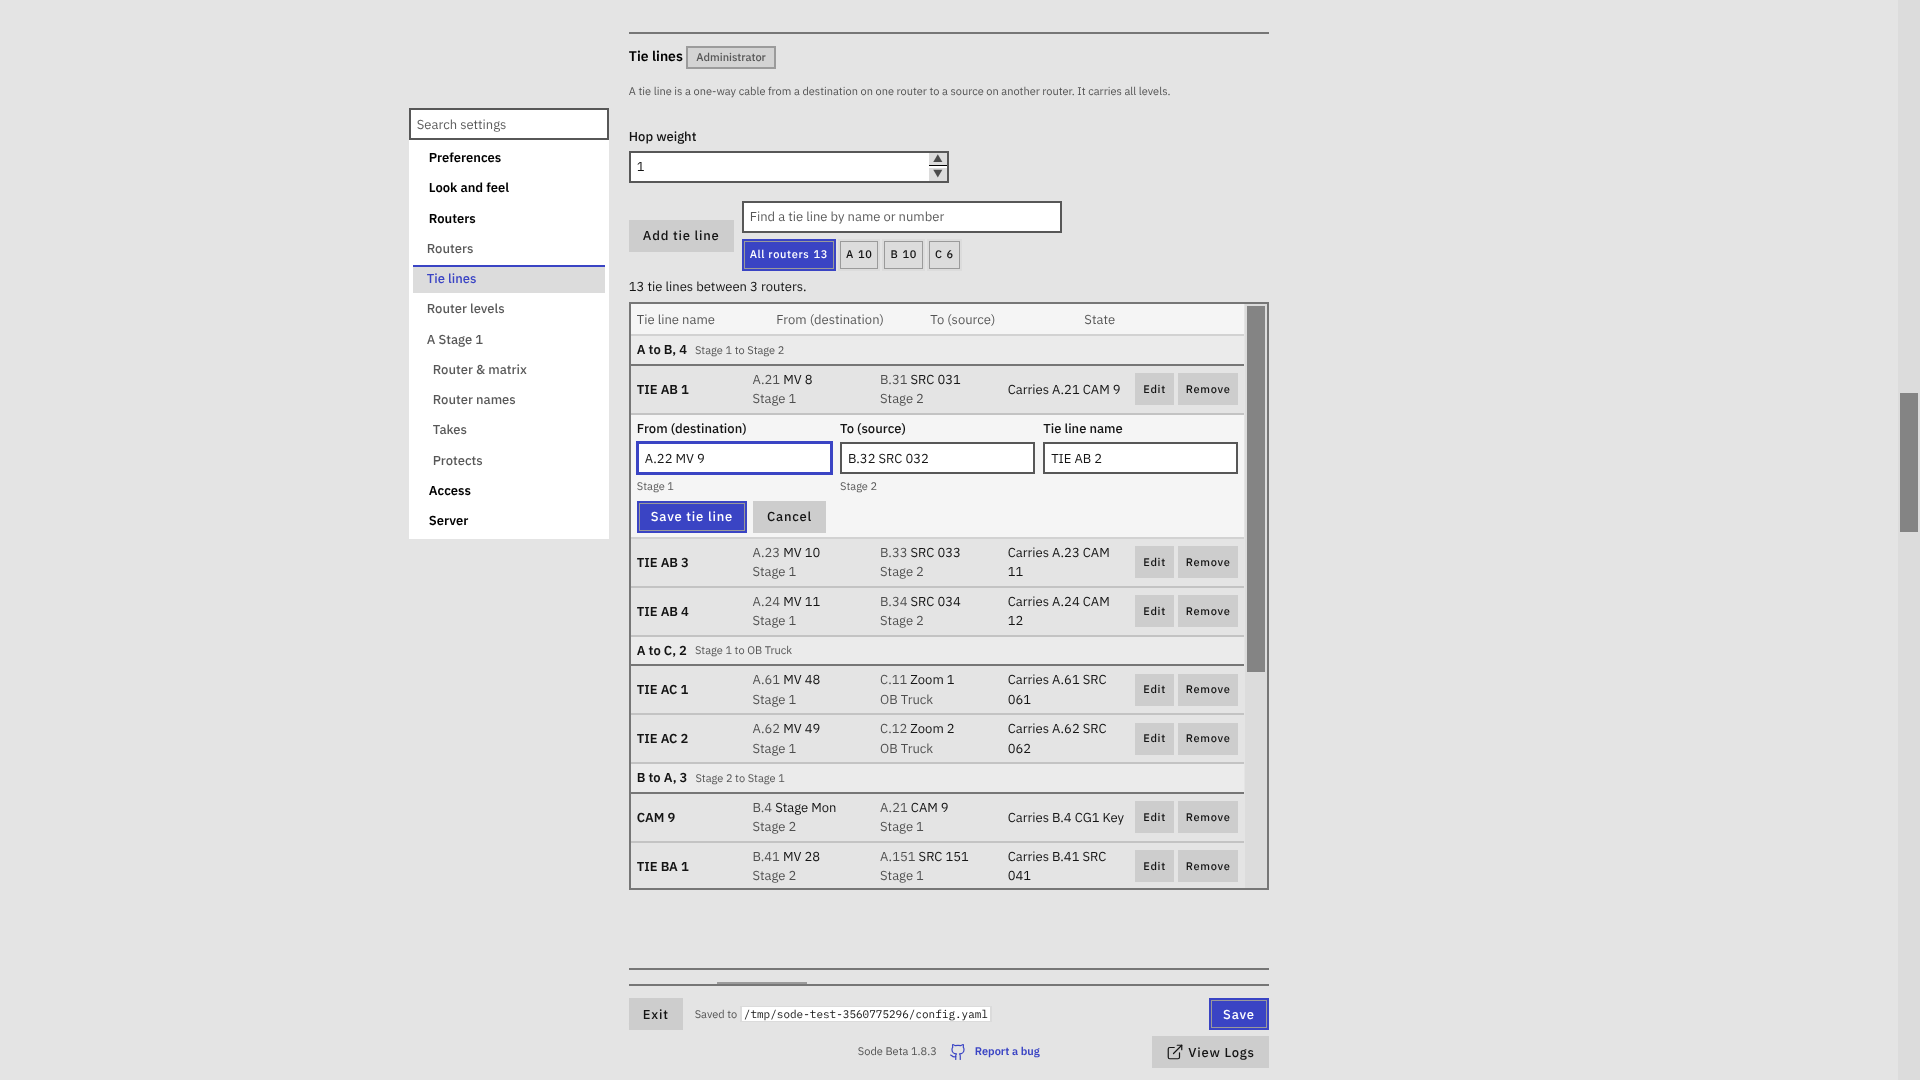 Tie lines Administrator
A tie line is a one-way cable from a destination on one router to a source on another router. It carries all levels.
Search settings
Preferences
Look and feel
Routers
Routers
Tie lines
Router levels
A Stage 1
Router & matrix
Router names
Takes
Protects
Access
Server
Hop weight
1
Add tie line
Find a tie line by name or number
All routers 13 A 10 B 10 C 6
13 tie lines between 3 routers.
Tie line name From (destination) To (source) State
A to B, 4 Stage 1 to Stage 2
TIE AB 1 A.21 MV 8 B.31 SRC 031 Carries A.21 CAM 9 Edit Remove
Stage 1 Stage 2
From (destination) To (source) Tie line name
A.22 MV 9 B.32 SRC 032 TIE AB 2
Stage 1 Stage 2
Save tie line Cancel
TIE AB 3 A.23 MV 10 B.33 SRC 033 Carries A.23 CAM Edit Remove
Stage 1 Stage 2 11
TIE AB 4 A.24 MV 11 B.34 SRC 034 Carries A.24 CAM Edit Remove
Stage 1 Stage 2 12
A to C, 2 Stage 1 to OB Truck
TIE AC 1 A.61 MV 48 C.11 Zoom 1 Carries A.61 SRC Edit Remove
Stage 1 OB Truck 061
TIE AC 2 A.62 MV 49 C.12 Zoom 2 Carries A.62 SRC Edit Remove
Stage 1 OB Truck 062
B to A, 3 Stage 2 to Stage 1
CAM 9 B.4 Stage Mon A.21 CAM 9 Carries B.4 CG1 Key Edit Remove
Stage 2 Stage 1
TIE BA 1 B.41 MV 28 A.151 SRC 151 Carries B.41 SRC Edit Remove
Stage 2 Stage 1 041
Exit Saved to /tmp/sode-test-3560775296/config.yaml Save
Sode Beta 1.8.3 Report a bug View Logs